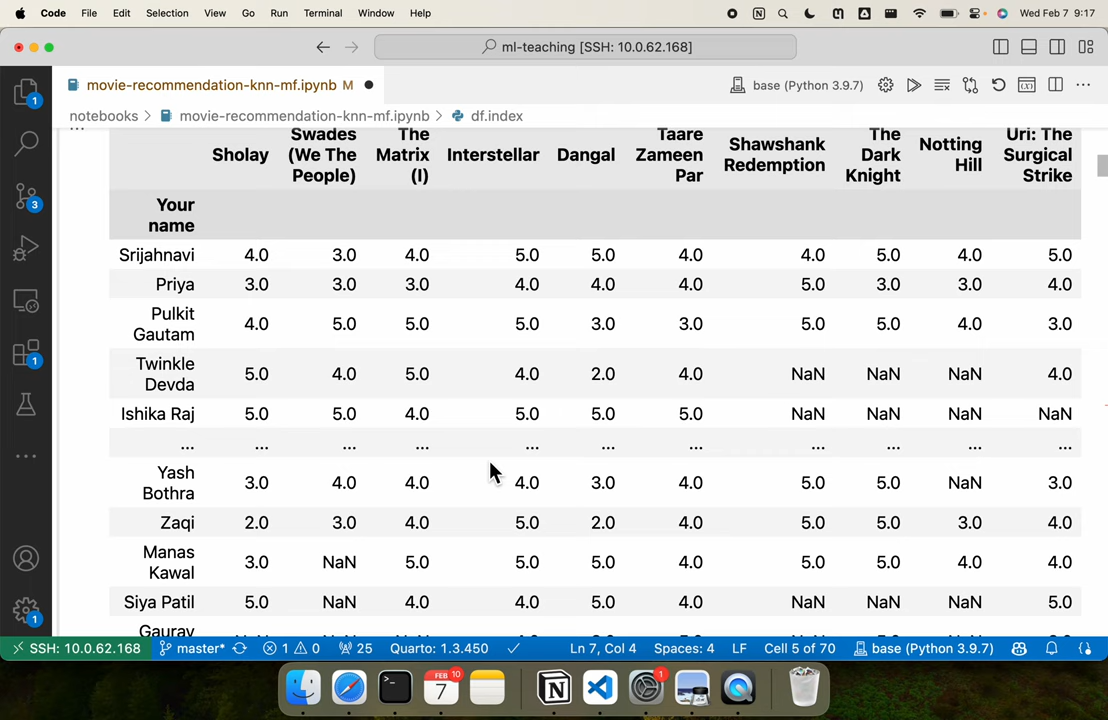 Code File Edit Selection View Go Run Terminal Window Help Wed Feb 7 9:17
ml-teaching [SSH: 10.0.62.168]
movie-recommendation-knn-mf.ipynb M base (Python 3.9.7)
notebooks > movie-recommendation-knn-mf.ipynb > df.index
Sholay Swades (We The People) The Matrix (I) Interstellar Dangal Taare Zameen Par Shawshank Redemption The Dark Knight Notting Hill Uri: The Surgical Strike
Your name
Srijahnavi 4.0 3.0 4.0 5.0 5.0 4.0 4.0 5.0 4.0 5.0
Priya 3.0 3.0 3.0 4.0 4.0 4.0 5.0 3.0 3.0 4.0
Pulkit Gautam 4.0 5.0 5.0 5.0 3.0 3.0 5.0 5.0 4.0 3.0
Twinkle Devda 5.0 4.0 5.0 4.0 2.0 4.0 NaN NaN NaN 4.0
Ishika Raj 5.0 5.0 4.0 5.0 5.0 5.0 NaN NaN NaN NaN
... ... ... ... ... ... ... ... ... ... ...
Yash Bothra 3.0 4.0 4.0 4.0 3.0 4.0 5.0 5.0 NaN 3.0
Zaqi 2.0 3.0 4.0 5.0 2.0 4.0 5.0 5.0 3.0 4.0
Manas Kawal 3.0 NaN 5.0 5.0 5.0 4.0 5.0 5.0 4.0 4.0
Siya Patil 5.0 NaN 4.0 4.0 5.0 4.0 NaN NaN NaN 5.0
Gaurav
SSH: 10.0.62.168 master* 1 0 25 Quarto: 1.3.450 Ln 7, Col 4 Spaces: 4 LF Cell 5 of 70 base (Python 3.9.7)
FEB 10
7 1